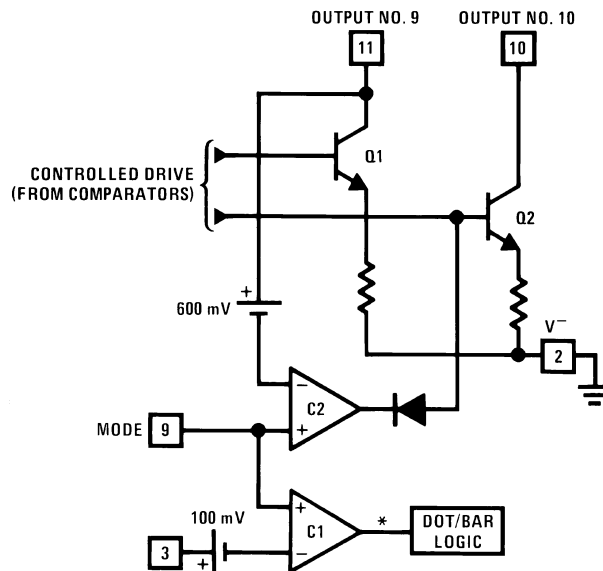 OUTPUT NO. 9
OUTPUT NO. 10
11
10
Q1
CONTROLLED DRIVE
(FROM COMPARATORS)
Q2
+
600 mV
V−
2
−
C2
+
MODE 9
100 mV
+
C1
−
*
DOT/BAR
LOGIC
3
+